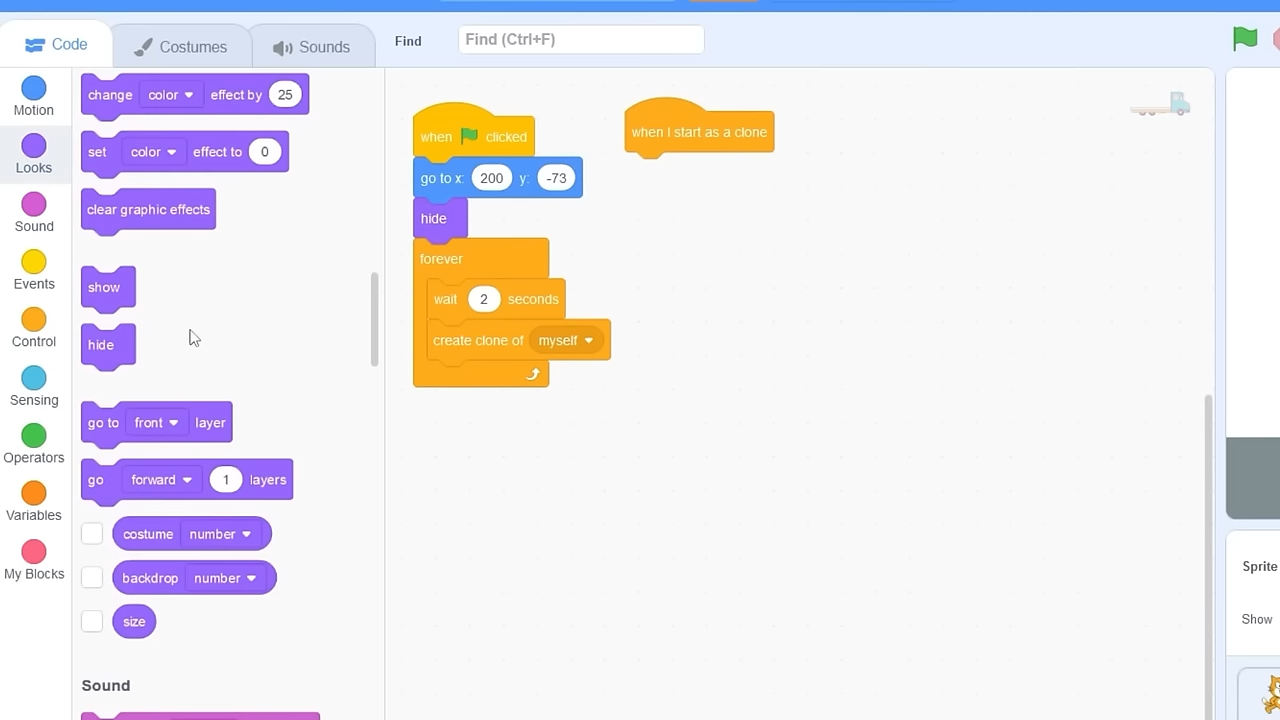 Code
Costumes
Sounds
Find
Find (Ctrl+F)
Motion
Looks
Sound
Events
Control
Sensing
Operators
Variables
My Blocks
change color effect by 25
set color effect to 0
clear graphic effects
show
hide
go to front layer
go forward 1 layers
costume number
backdrop number
size
Sound
when clicked
go to x: 200 y: -73
hide
forever
wait 2 seconds
create clone of myself
when I start as a clone
Sprite
Show